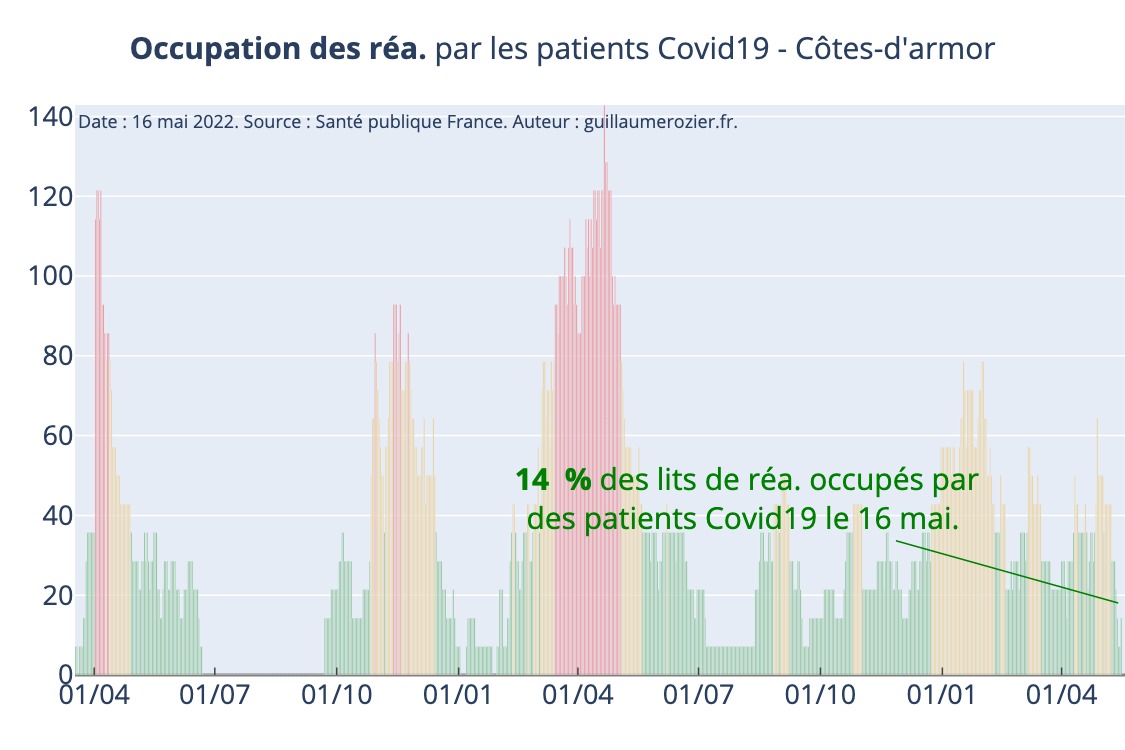 Occupation des réa. par les patients Covid19 - Côtes-d'armor
140
Date : 16 mai 2022. Source : Santé publique France. Auteur : guillaumerozier.fr.
120
100
80
60
14 % des lits de réa. occupés par
des patients Covid19 le 16 mai.
40
20
0
01/04 01/07 01/10 01/01 01/04 01/07 01/10 01/01 01/04